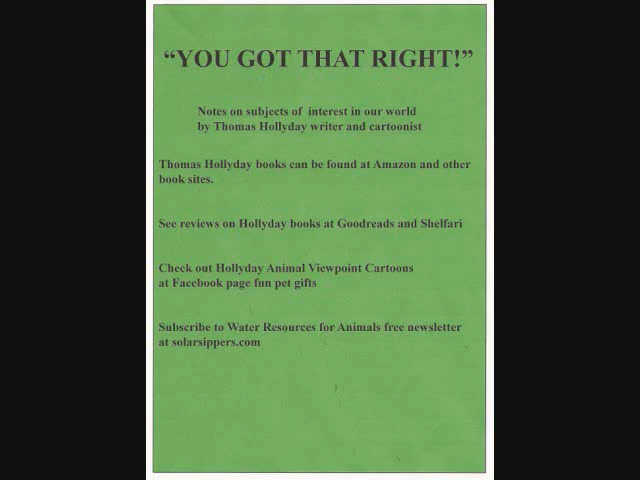 “YOU GOT THAT RIGHT!”
Notes on subjects of interest in our world
by Thomas Hollyday writer and cartoonist
Thomas Hollyday books can be found at Amazon and other
book sites.
See reviews on Hollyday books at Goodreads and Shelfari
Check out Hollyday Animal Viewpoint Cartoons
at Facebook page fun pet gifts
Subscribe to Water Resources for Animals free newsletter
at solarsippers.com